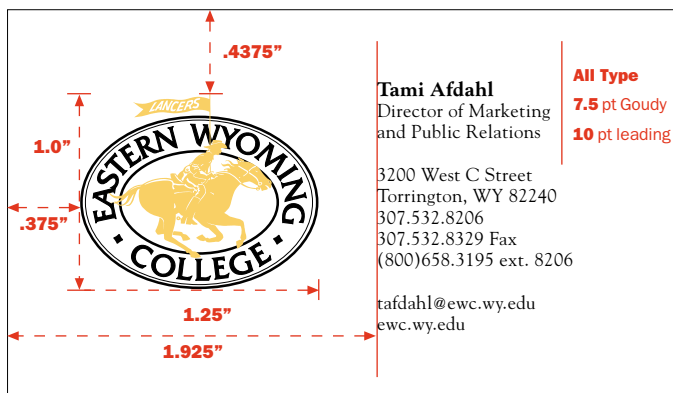 .4375”
LANCERS
1.0”
EASTERN WYOMING
• COLLEGE •
.375”
1.25”
1.925”
Tami Afdahl
Director of Marketing
and Public Relations
3200 West C Street
Torrington, WY 82240
307.532.8206
307.532.8329 Fax
(800)658.3195 ext. 8206
tafdahl@ewc.wy.edu
ewc.wy.edu
All Type
7.5 pt Goudy
10 pt leading